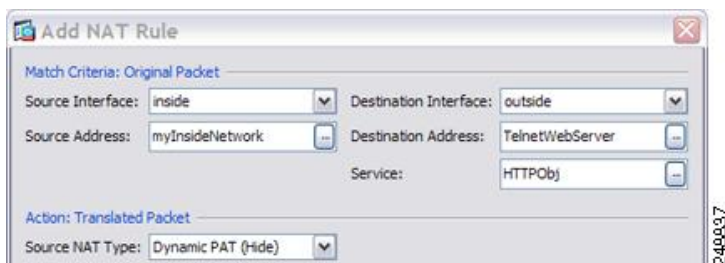 Add NAT Rule
Match Criteria: Original Packet
Source Interface: inside Destination Interface: outside
Source Address: myInsideNetwork ... Destination Address: TelnetWebServer ...
Service: HTTPObj ...
Action: Translated Packet
Source NAT Type: Dynamic PAT (Hide)
248837